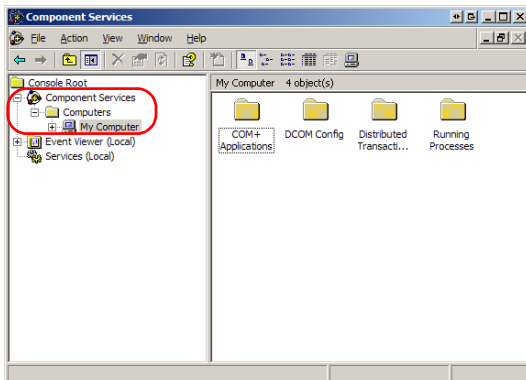 Component Services
File Action View Window Help
Console Root
Component Services
Computers
My Computer
Event Viewer (Local)
Services (Local)
My Computer 4 object(s)
COM+ Applications
DCOM Config
Distributed Transacti...
Running Processes